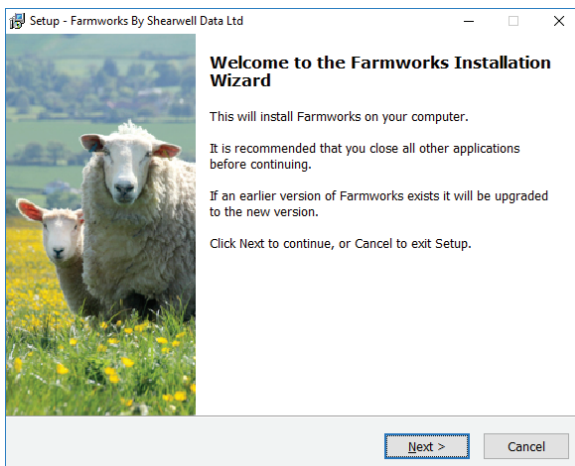 Setup - Farmworks By Shearwell Data Ltd
Welcome to the Farmworks Installation
Wizard
This will install Farmworks on your computer.
It is recommended that you close all other applications
before continuing.
If an earlier version of Farmworks exists it will be upgraded
to the new version.
Click Next to continue, or Cancel to exit Setup.
Next >
Cancel